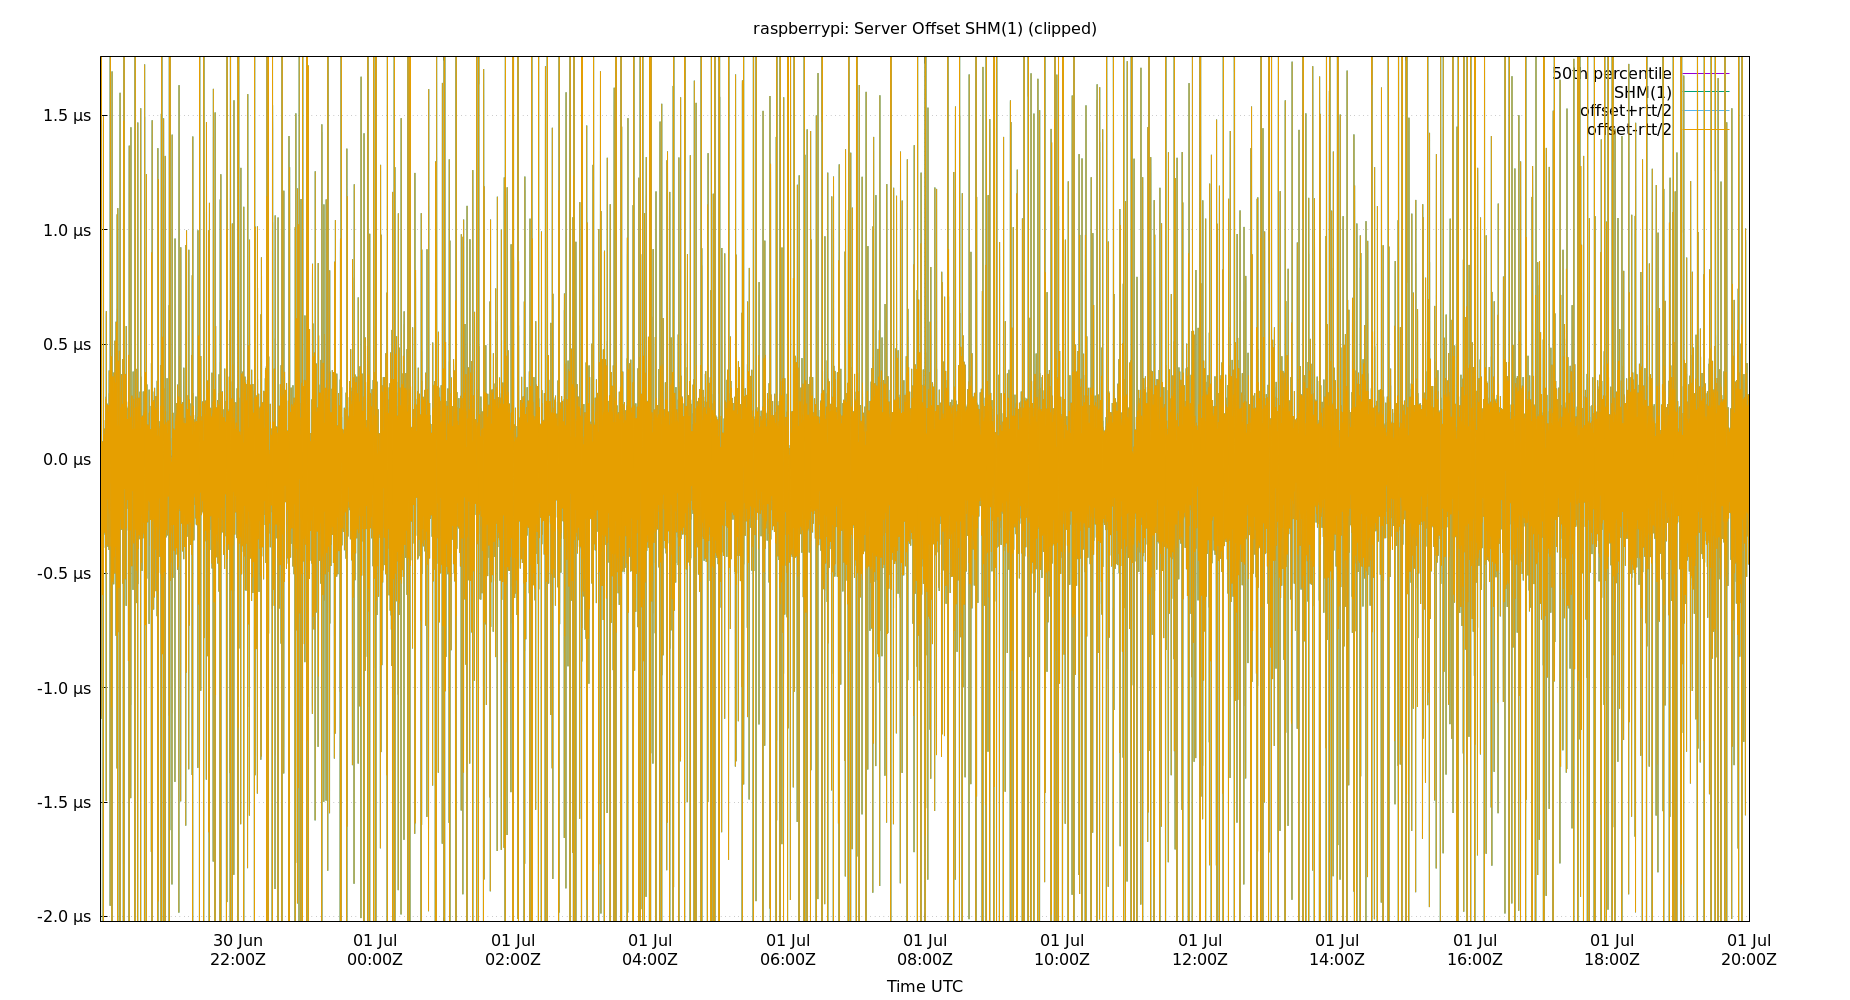 raspberrypi: Server Offset SHM(1) (clipped)
50th percentile
SHM(1)
offset+rtt/2
offset-rtt/2
1.5 µs
1.0 µs
0.5 µs
0.0 µs
-0.5 µs
-1.0 µs
-1.5 µs
-2.0 µs
30 Jun 01 Jul 01 Jul 01 Jul 01 Jul 01 Jul 01 Jul 01 Jul 01 Jul 01 Jul 01 Jul 01 Jul
22:00Z 00:00Z 02:00Z 04:00Z 06:00Z 08:00Z 10:00Z 12:00Z 14:00Z 16:00Z 18:00Z 20:00Z
Time UTC